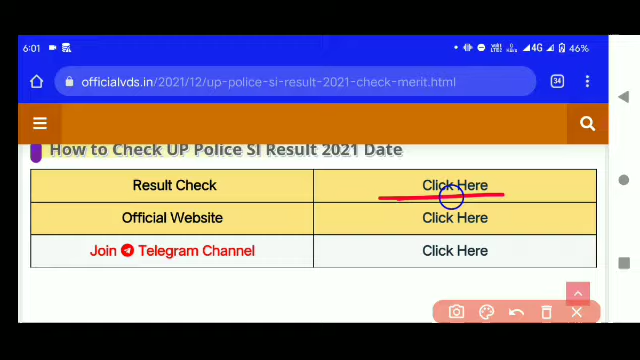 6:01
4G 46%
officialvds.in/2021/12/up-police-si-result-2021-check-merit.html
34
How to Check UP Police SI Result 2021 Date
Result Check Click Here
Official Website Click Here
Join Telegram Channel Click Here